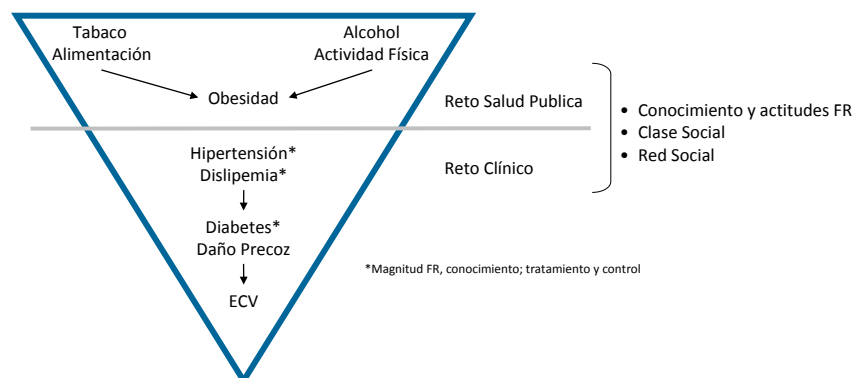 Tabaco
Alimentación
Alcohol
Actividad Física
Obesidad
Reto Salud Publica
• Conocimiento y actitudes FR
• Clase Social
• Red Social
Hipertensión*
Dislipemia*
Reto Clínico
Diabetes*
Daño Precoz
*Magnitud FR, conocimiento; tratamiento y control
ECV